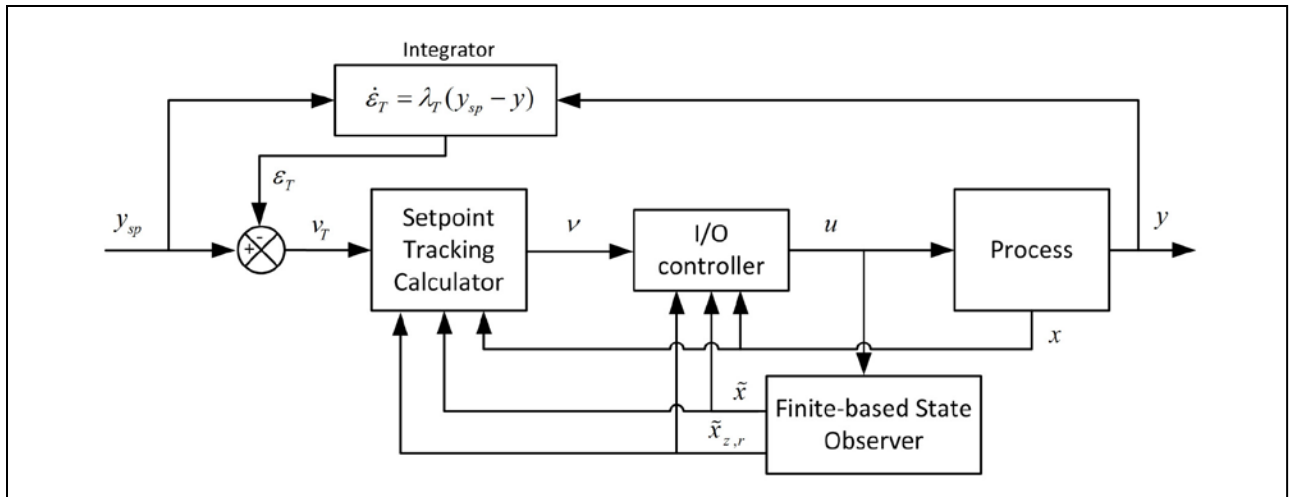 Integrator
ε̇_T = λ_T(y_sp − y)
ε_T
y_sp
+
-
v_T
Setpoint
Tracking
Calculator
ν
I/O
controller
u
Process
y
x
x̃
x̃_z,r
Finite-based State
Observer